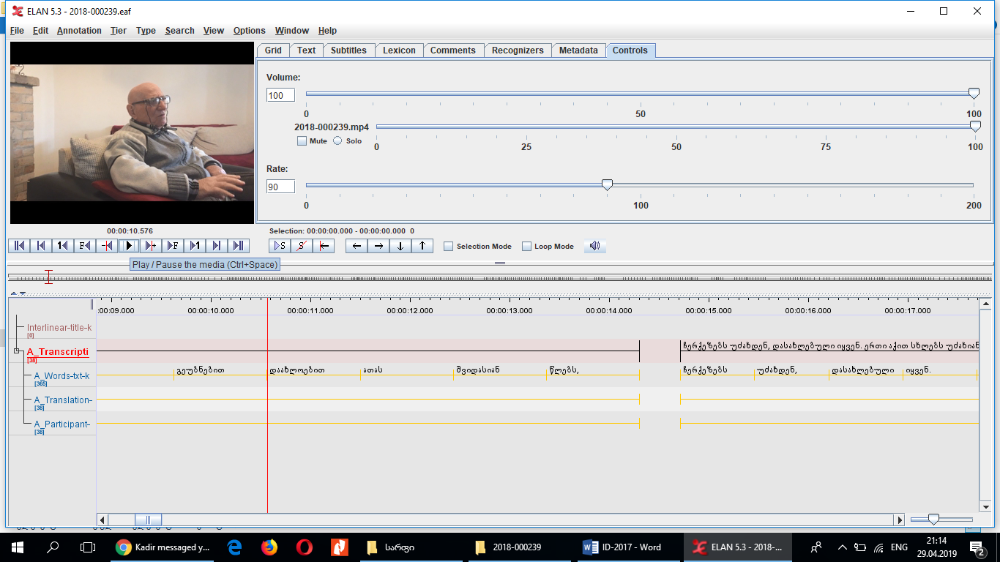 ELAN 5.3 - 2018-000239.eaf
File Edit Annotation Tier Type Search View Options Window Help
Grid Text Subtitles Lexicon Comments Recognizers Metadata Controls
Volume:
100
0 50 100
2018-000239.mp4
Mute Solo
0 25 50 75 100
Rate:
90
0 100 200
00:00:10.576
Selection: 00:00:00.000 - 00:00:00.000 0
Selection Mode Loop Mode
Play / Pause the media (Ctrl+Space)
:00:09.000 00:00:10.000 00:00:11.000 00:00:12.000 00:00:13.000 00:00:14.000 00:00:15.000 00:00:16.000 00:00:17.000
Interlinear-title-k
[0]
A_Transcripti
[38]
ჩერქეზებს უძახდენ, დასახლებული იყვენ. ერთი აქით სხლებს უძახიან
A_Words-txt-k
[365]
გეუბნებით დაახლოებით ათას შვიდასიან წლებს, ჩერქეზებს უძახდენ, დასახლებული იყვენ.
A_Translation-
[38]
A_Participant-
[38]
Kadir messaged y...
სარფი
2018-000239
ID-2017 - Word
ELAN 5.3 - 2018-...
ENG
21:14
29.04.2019
2